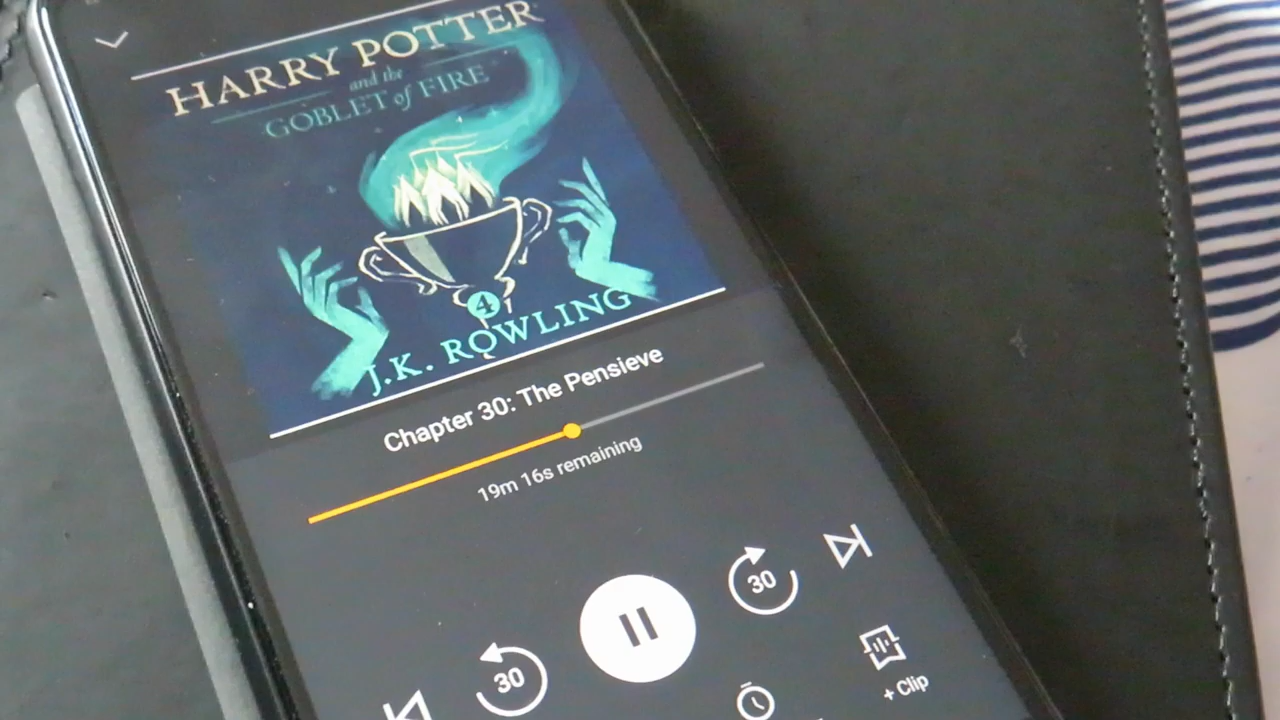 HARRY POTTER
and the
GOBLET of FIRE
4
J.K. ROWLING
Chapter 30: The Pensieve
19m 16s remaining
30
30
+ Clip